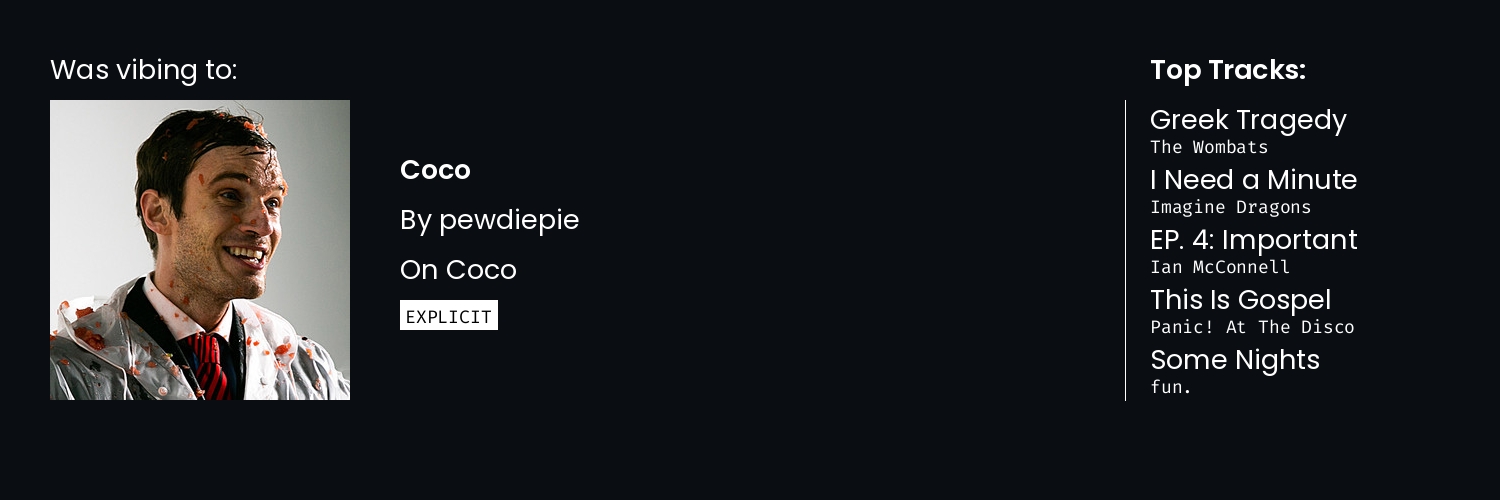 Was vibing to:
Coco
By pewdiepie
On Coco
EXPLICIT
Top Tracks:
Greek Tragedy
The Wombats
I Need a Minute
Imagine Dragons
EP. 4: Important
Ian McConnell
This Is Gospel
Panic! At The Disco
Some Nights
fun.